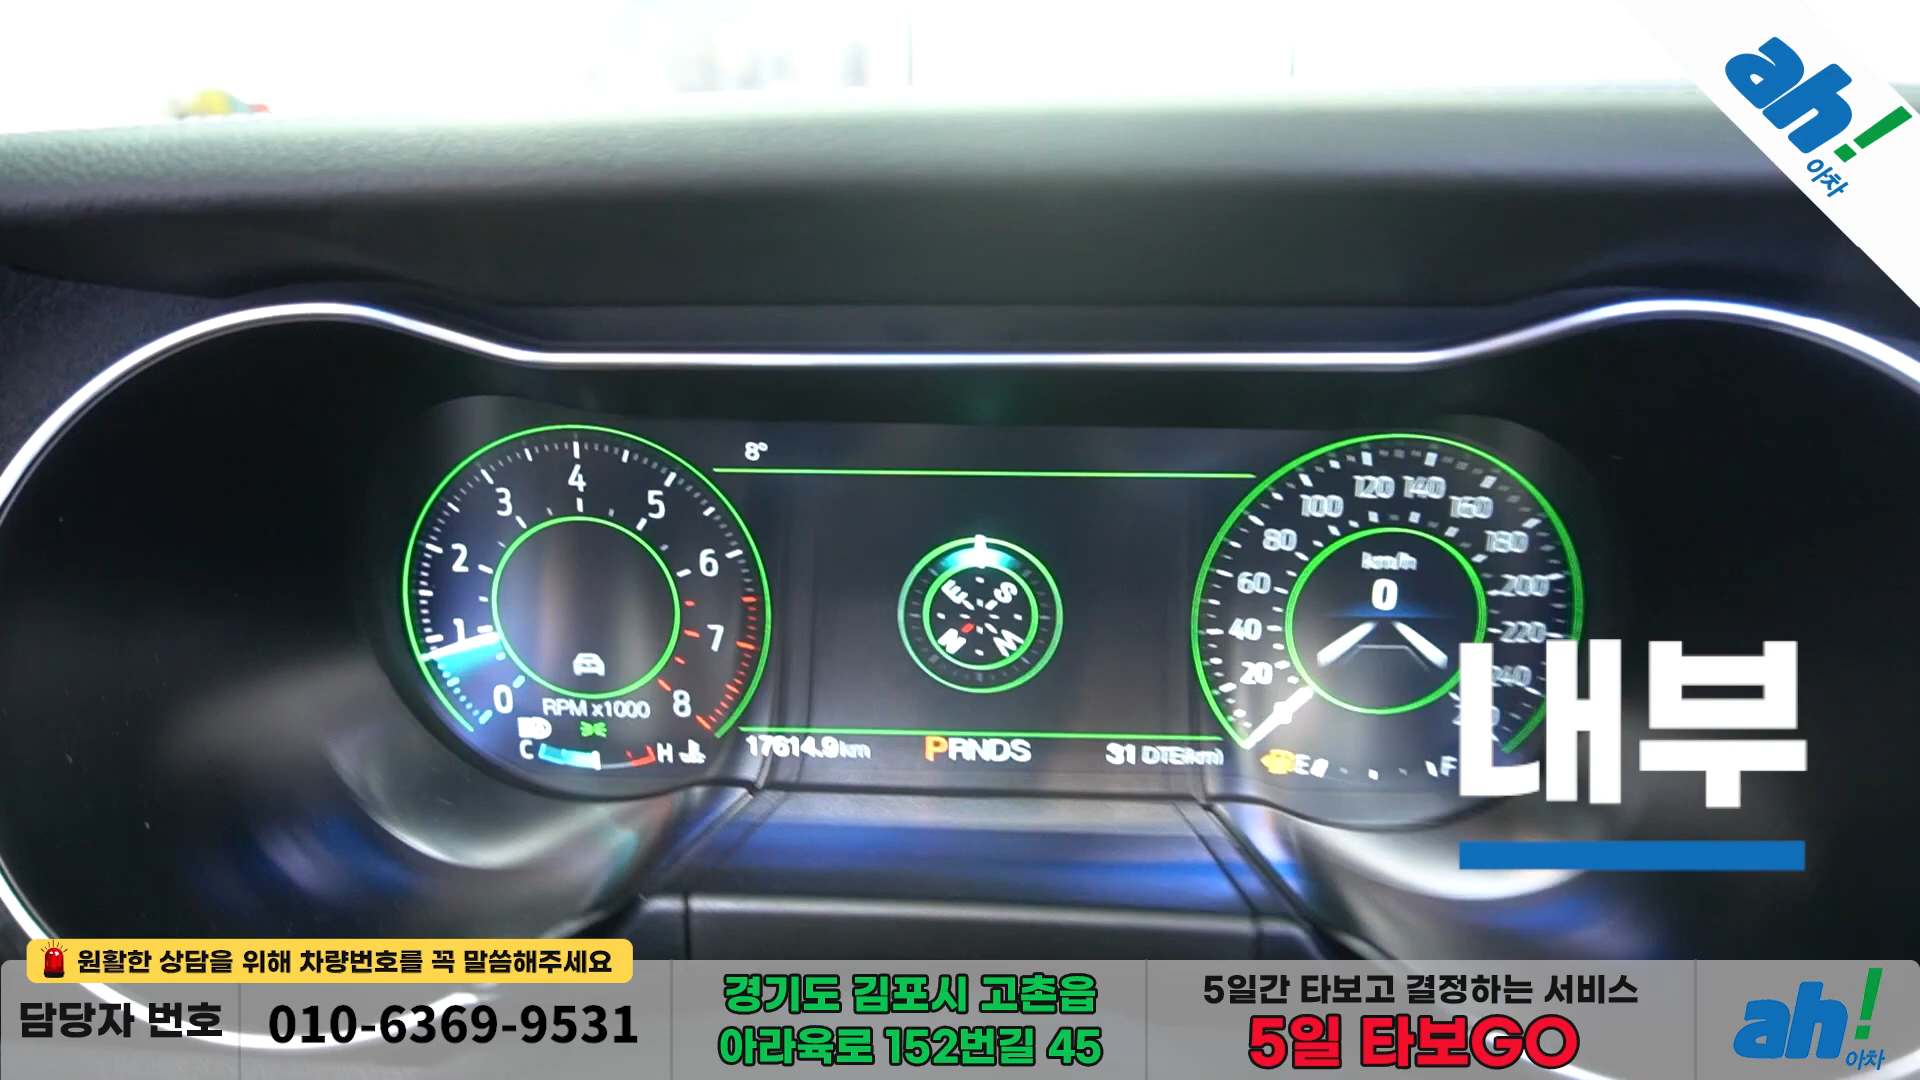 ah!
아차
8°
0 1 2 3 4 5 6 7 8
RPM x1000
C H
E S
N W
17614.9km
PRNDS
31 DTE(km)
20 40 60 80 100 120 140 160 180 200 220 240
km/h
0
E F
내부
원활한 상담을 위해 차량번호를 꼭 말씀해주세요
담당자 번호
010-6369-9531
경기도 김포시 고촌읍
아라육로 152번길 45
5일간 타보고 결정하는 서비스
5일 타보GO
ah!
아차